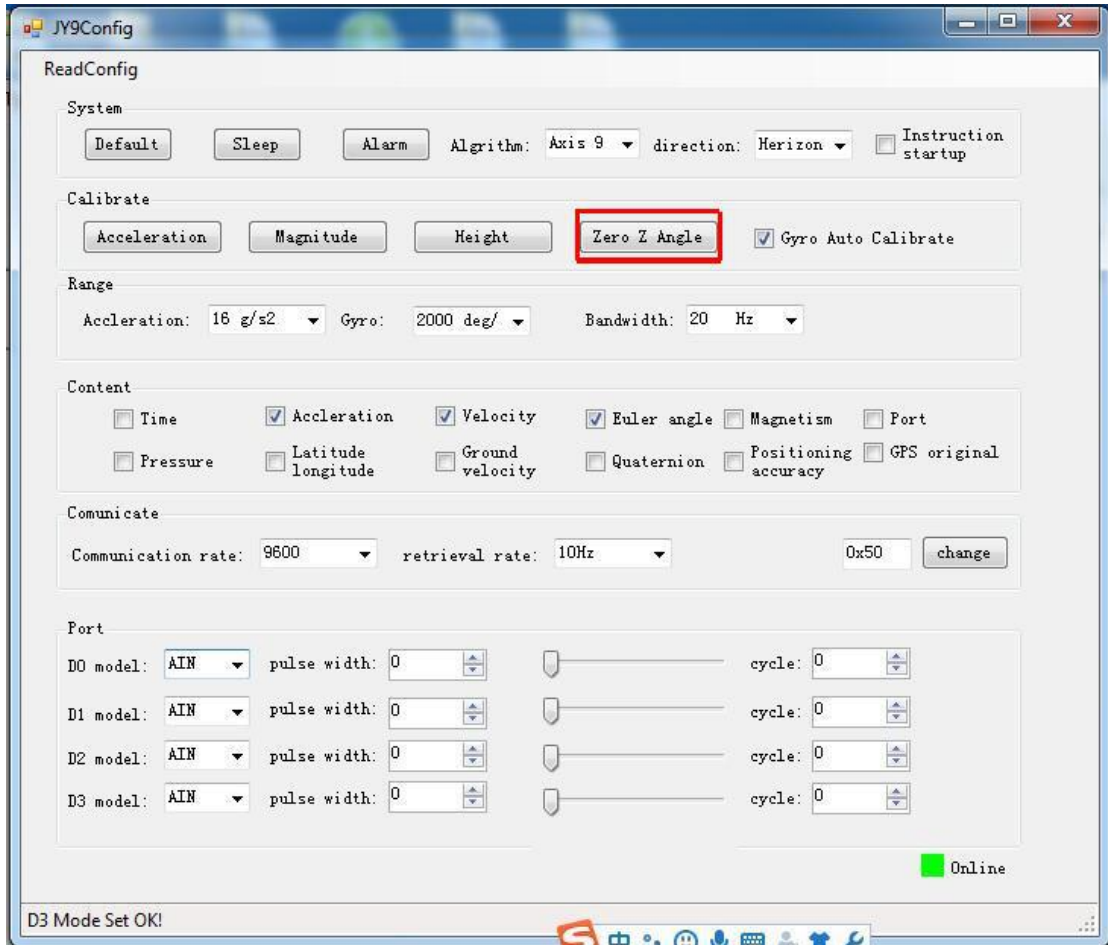 JY9Config
ReadConfig
System
Default Sleep Alarm Algrithm: Axis 9 direction: Herizon Instruction startup
Calibrate
Acceleration Magnitude Height Zero Z Angle Gyro Auto Calibrate
Range
Accleration: 16 g/s2 Gyro: 2000 deg/ Bandwidth: 20 Hz
Content
Time Accleration Velocity Euler angle Magnetism Port
Pressure Latitude longitude Ground velocity Quaternion Positioning accuracy GPS original
Comunicate
Communication rate: 9600 retrieval rate: 10Hz 0x50 change
Port
D0 model: AIN pulse width: 0 cycle: 0
D1 model: AIN pulse width: 0 cycle: 0
D2 model: AIN pulse width: 0 cycle: 0
D3 model: AIN pulse width: 0 cycle: 0
Online
D3 Mode Set OK!
S 中